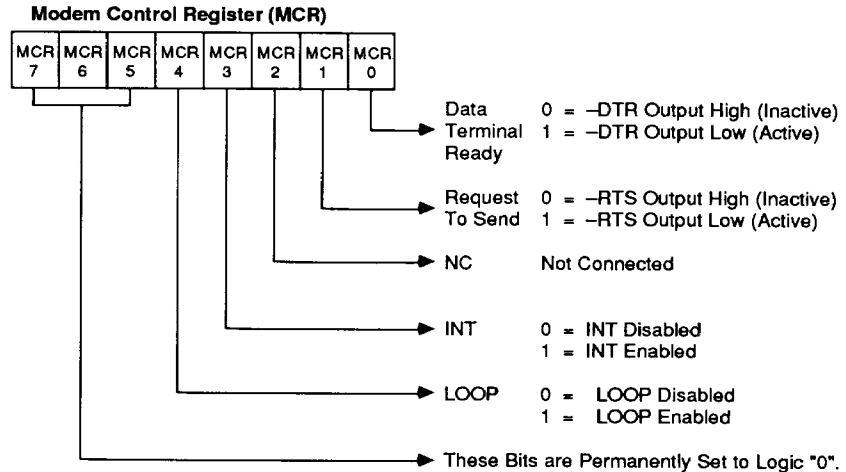 Modem Control Register (MCR)
MCR 7 MCR 6 MCR 5 MCR 4 MCR 3 MCR 2 MCR 1 MCR 0
Data Terminal Ready
0 = –DTR Output High (Inactive)
1 = –DTR Output Low (Active)
Request To Send
0 = –RTS Output High (Inactive)
1 = –RTS Output Low (Active)
NC Not Connected
INT 0 = INT Disabled
1 = INT Enabled
LOOP 0 = LOOP Disabled
1 = LOOP Enabled
These Bits are Permanently Set to Logic "0".